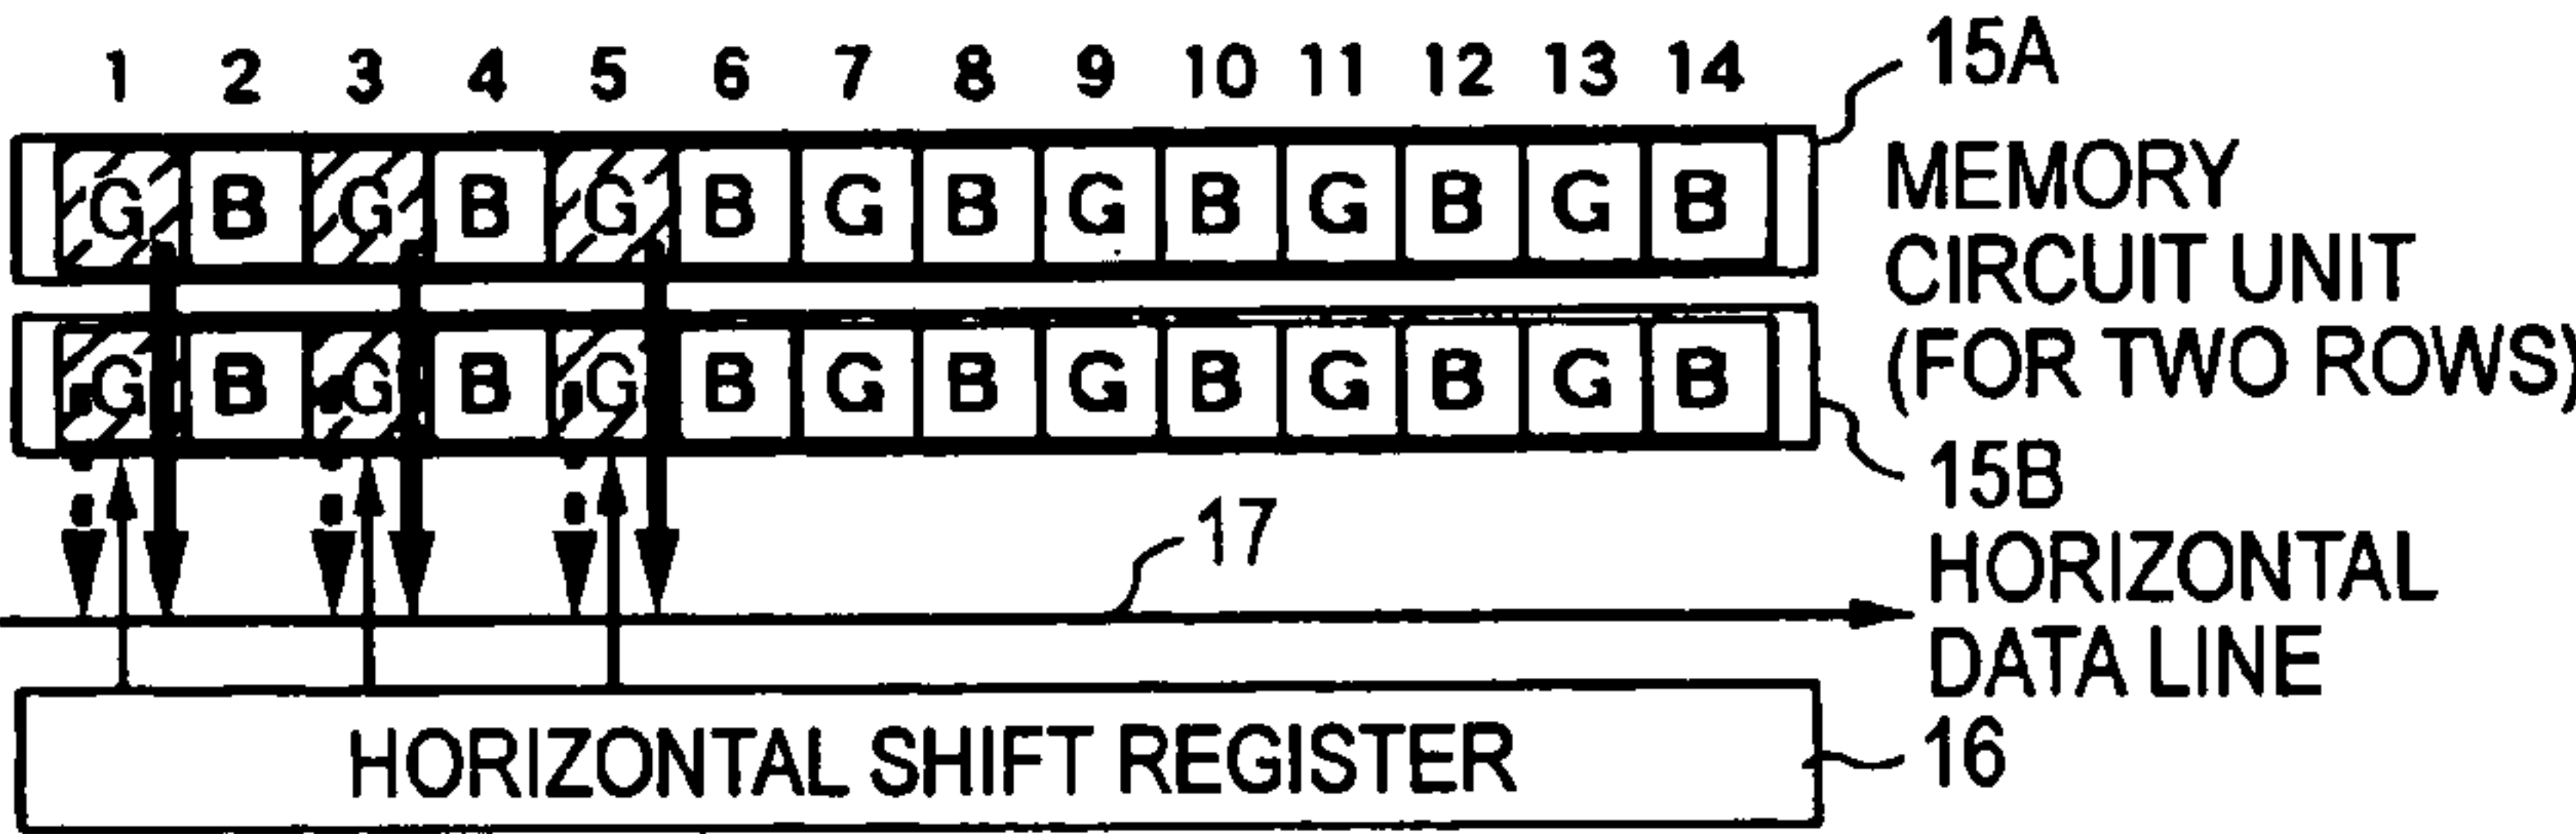 1 2 3 4 5 6 7 8 9 10 11 12 13 14
15A
G B G B G B G B G B G B G B
MEMORY
CIRCUIT UNIT
(FOR TWO ROWS)
G B G B G B G B G B G B G B
15B
17
HORIZONTAL
DATA LINE
HORIZONTAL SHIFT REGISTER
16